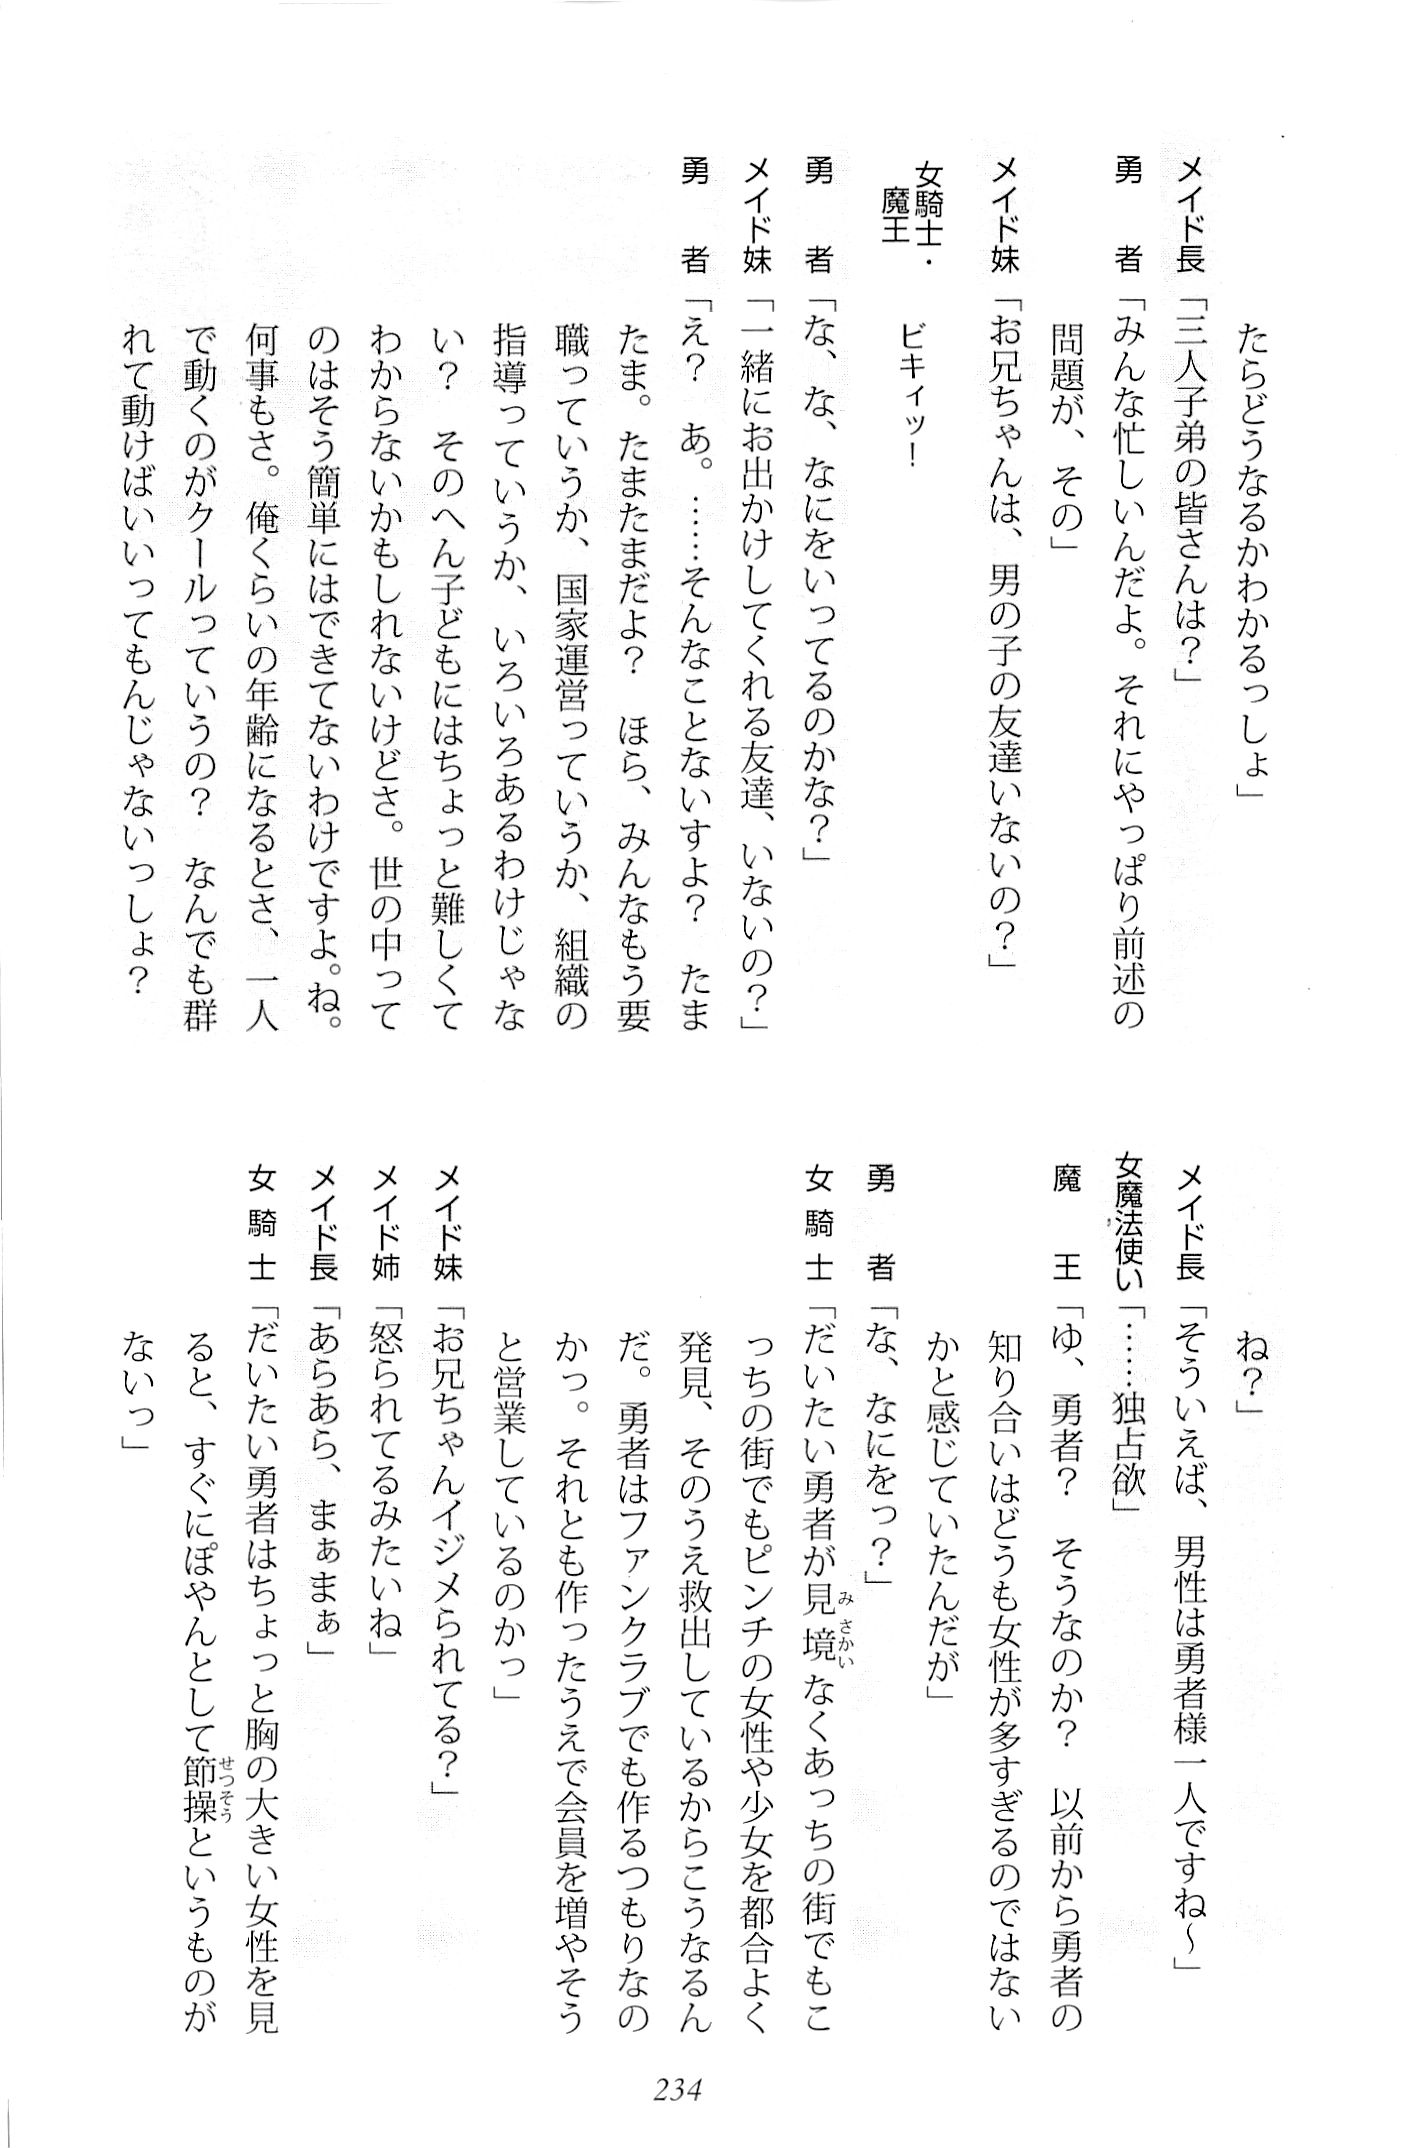 たらどうなるかわかるっしょ」
メイド長「三人子弟の皆さんは？」
勇　者「みんな忙しいんだよ。それにやっぱり前述の
問題が、その」
メイド妹「お兄ちゃんは、男の子の友達いないの？」
女騎士・
魔王　ビキィッ！
勇　者「な、な、なにをいってるのかな？」
メイド妹「一緒にお出かけしてくれる友達、いないの？」
勇　者「え？　あ。……そんなことないすよ？　たま
たま。たまたまだよ？　ほら、みんなもう要
職っていうか、国家運営っていうか、組織の
指導っていうか、いろいろあるわけじゃな
い？　そのへん子どもにはちょっと難しくて
わからないかもしれないけどさ。世の中って
のはそう簡単にはできてないわけですよ。ね。
何事もさ。俺くらいの年齢になるとさ、一人
で動くのがクールっていうの？　なんでも群
れて動けばいいってもんじゃないっしょ？
ね？」
メイド長「そういえば、男性は勇者様一人ですね～」
女魔法使い「……独占欲」
魔　王「ゆ、勇者？　そうなのか？　以前から勇者の
知り合いはどうも女性が多すぎるのではない
かと感じていたんだが」
勇　者「な、なにをっ？」
女騎士「だいたい勇者が見境なくあっちの街でもこ
っちの街でもピンチの女性や少女を都合よく
発見、そのうえ救出しているからこうなるん
だ。勇者はファンクラブでも作るつもりなの
かっ。それとも作ったうえで会員を増やそう
と営業しているのかっ」
メイド妹「お兄ちゃんイジメられてる？」
メイド姉「怒られてるみたいね」
メイド長「あらあら、まぁまぁ」
女騎士「だいたい勇者はちょっと胸の大きい女性を見
ると、すぐにぽやんとして節操というものが
ないっ」
234